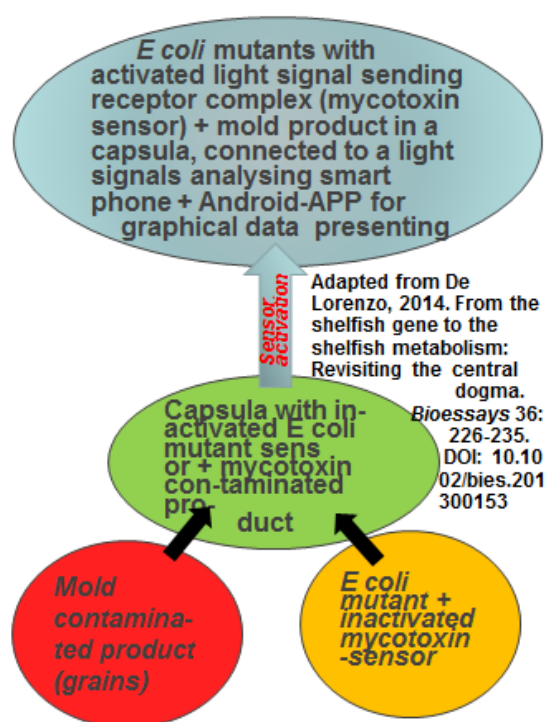 E coli mutants with
activated light signal sending
receptor complex (mycotoxin
sensor) + mold product in a
capsula, connected to a light
signals analysing smart
phone + Android-APP for
graphical data presenting
Sensor
activation
Adapted from De
Lorenzo, 2014. From the
shelfish gene to the
shelfish metabolism:
Revisiting the central
dogma.
Bioessays 36:
226-235.
DOI: 10.10
02/bies.201
300153
Capsula with in-
activated E coli
mutant sens
or + mycotoxin
con-taminated
pro-
duct
Mold
contamina-
ted product
(grains)
E coli
mutant +
inactivated
mycotoxin
-sensor